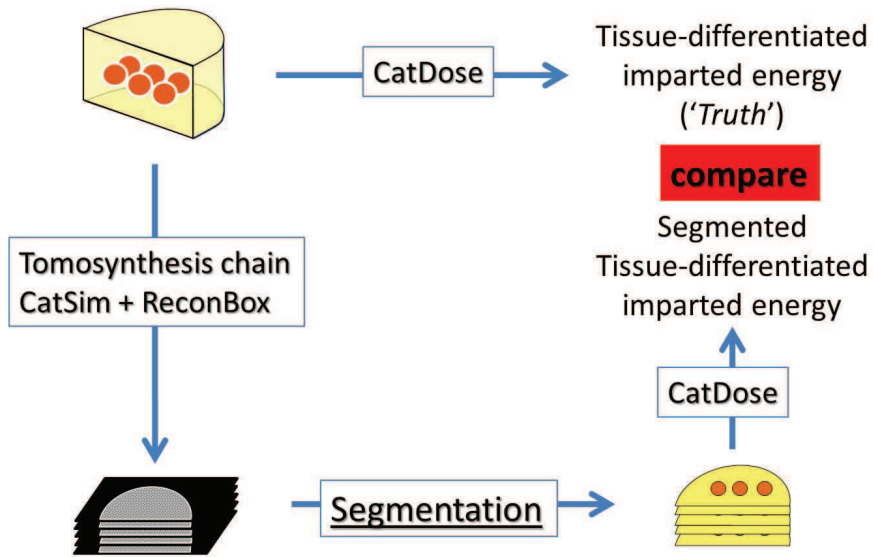 CatDose
Tissue-differentiated
imparted energy
(‘Truth’)
compare
Segmented
Tissue-differentiated
imparted energy
Tomosynthesis chain
CatSim + ReconBox
CatDose
Segmentation